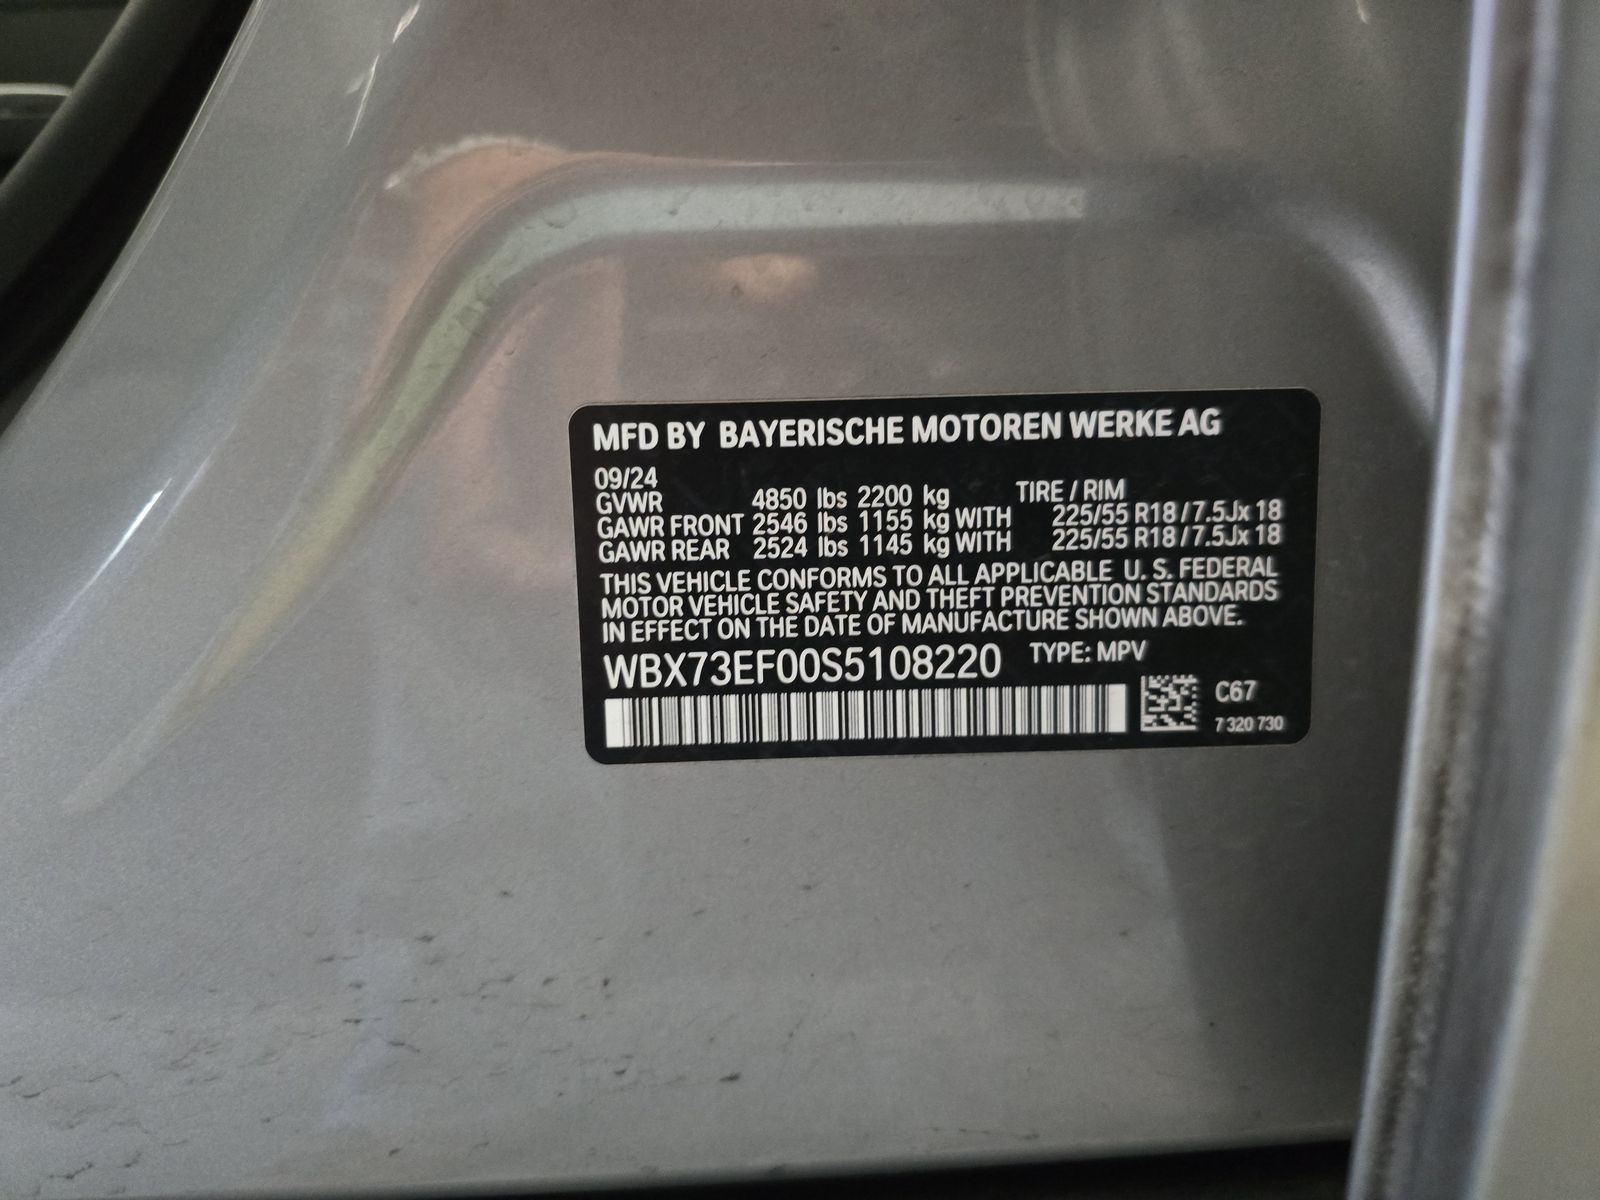 MFD BY BAYERISCHE MOTOREN WERKE AG
09/24
GVWR 4850 lbs 2200 kg TIRE / RIM
GAWR FRONT 2546 lbs 1155 kg WITH 225/55 R18 / 7.5Jx 18
GAWR REAR 2524 lbs 1145 kg WITH 225/55 R18 / 7.5Jx 18
THIS VEHICLE CONFORMS TO ALL APPLICABLE U. S. FEDERAL
MOTOR VEHICLE SAFETY AND THEFT PREVENTION STANDARDS
IN EFFECT ON THE DATE OF MANUFACTURE SHOWN ABOVE.
WBX73EF00S5108220 TYPE: MPV
C67
7 320 730